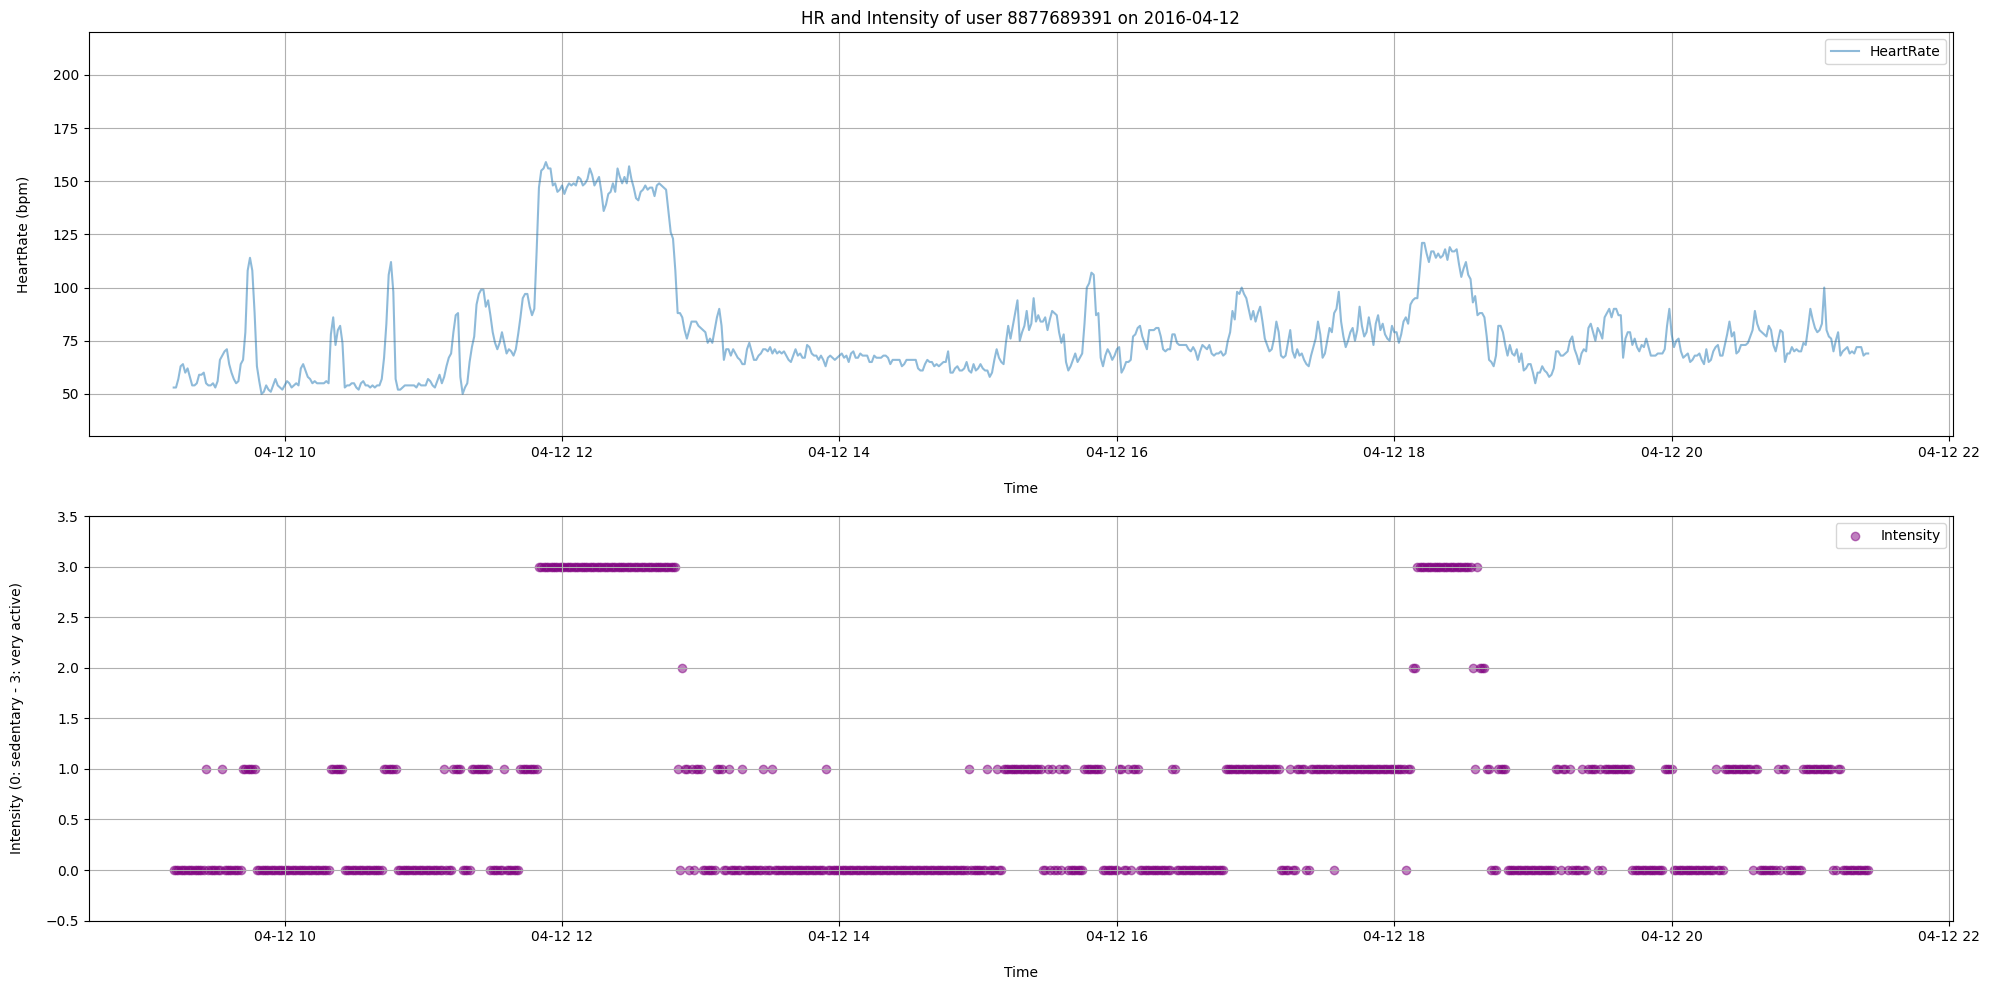 HR and Intensity of user 8877689391 on 2016-04-12
HeartRate
200
175
150
125
100
75
50
HeartRate (bpm)
04-12 10 04-12 12 04-12 14 04-12 16 04-12 18 04-12 20 04-12 22
Time
Intensity
3.5
3.0
2.5
2.0
1.5
1.0
0.5
0.0
−0.5
Intensity (0: sedentary - 3: very active)
04-12 10 04-12 12 04-12 14 04-12 16 04-12 18 04-12 20 04-12 22
Time